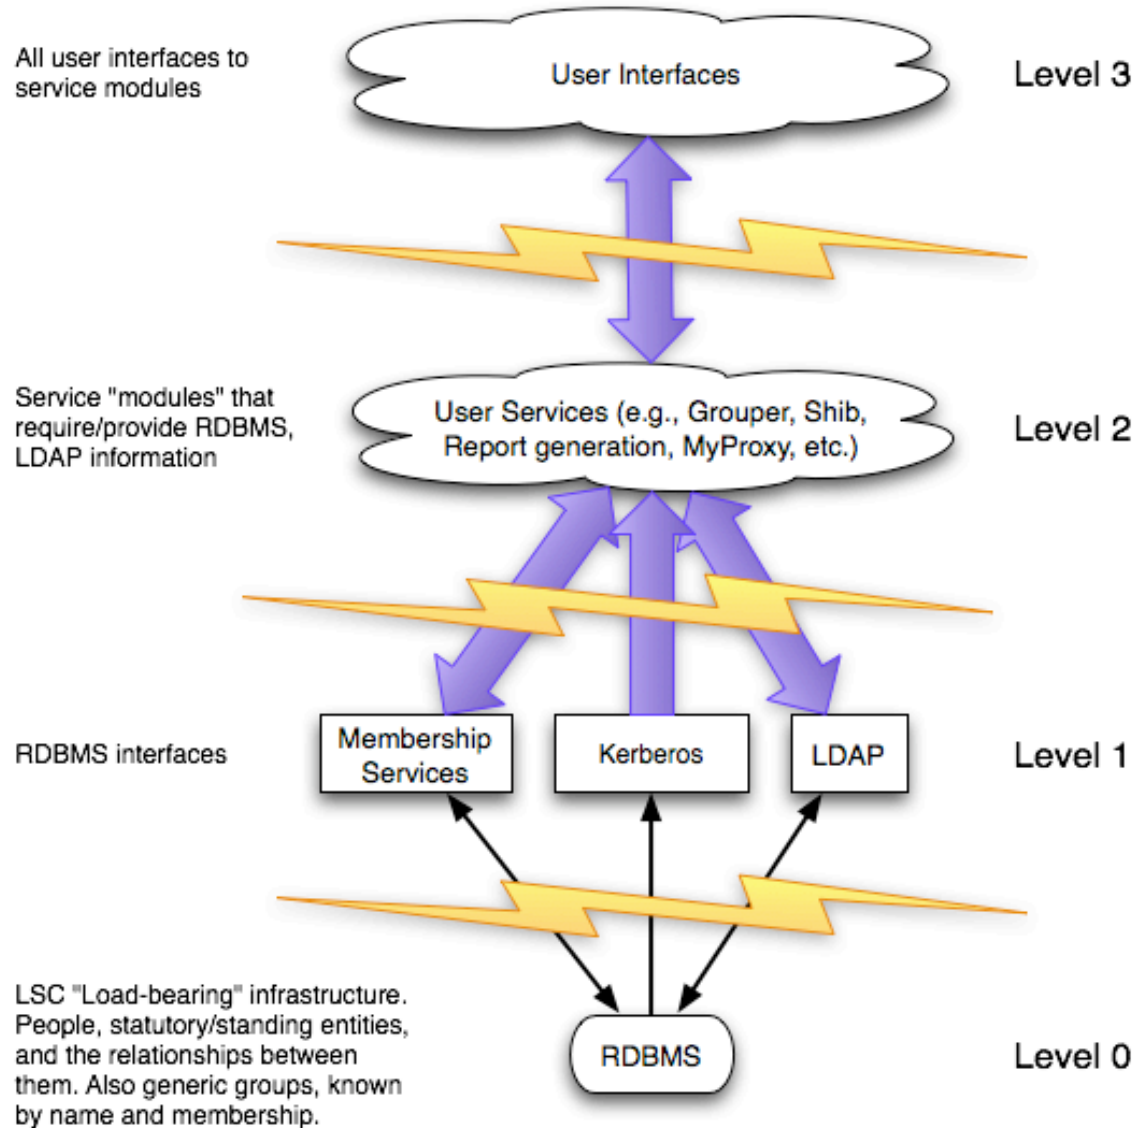 All user interfaces to
service modules
User Interfaces
Level 3
Service "modules" that
require/provide RDBMS,
LDAP information
User Services (e.g., Grouper, Shib,
Report generation, MyProxy, etc.)
Level 2
RDBMS interfaces
Membership
Services
Kerberos
LDAP
Level 1
LSC "Load-bearing" infrastructure.
People, statutory/standing entities,
and the relationships between
them. Also generic groups, known
by name and membership.
RDBMS
Level 0